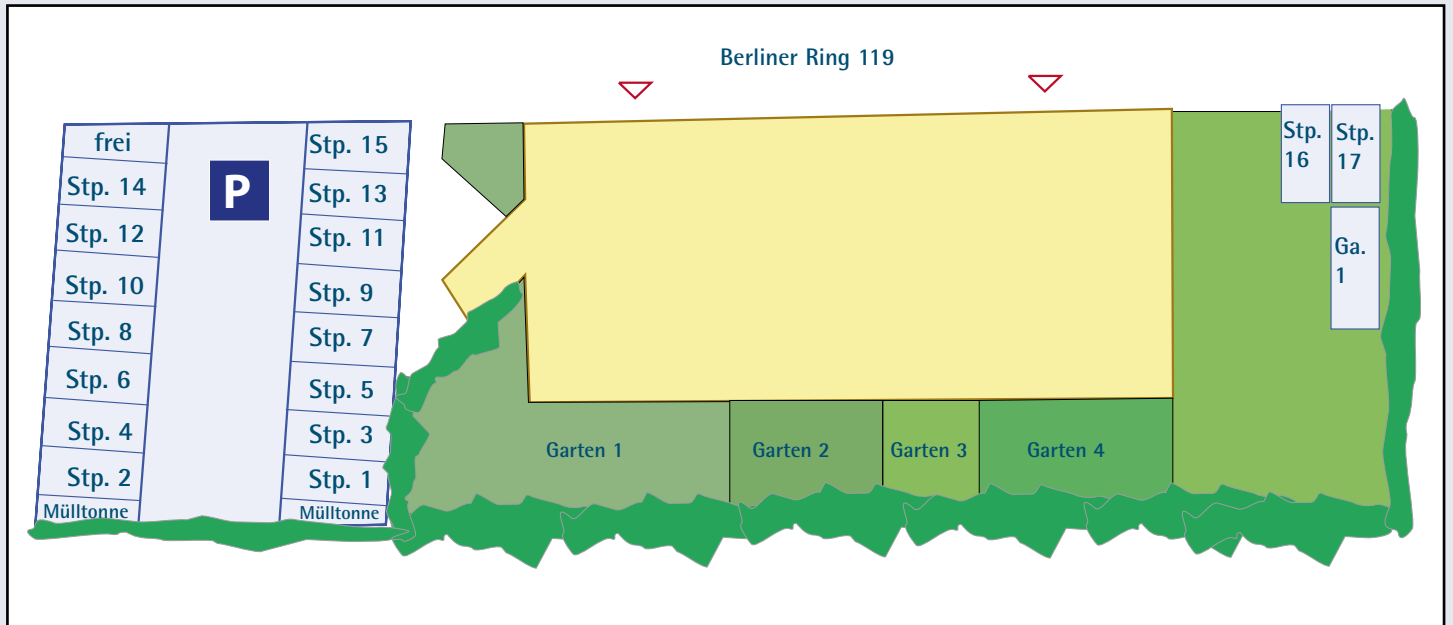 Berliner Ring 119
frei
Stp. 14
Stp. 12
Stp. 10
Stp. 8
Stp. 6
Stp. 4
Stp. 2
Mülltonne
P
Stp. 15
Stp. 13
Stp. 11
Stp. 9
Stp. 7
Stp. 5
Stp. 3
Stp. 1
Mülltonne
Garten 1
Garten 2
Garten 3
Garten 4
Stp.
16
Stp.
17
Ga.
1